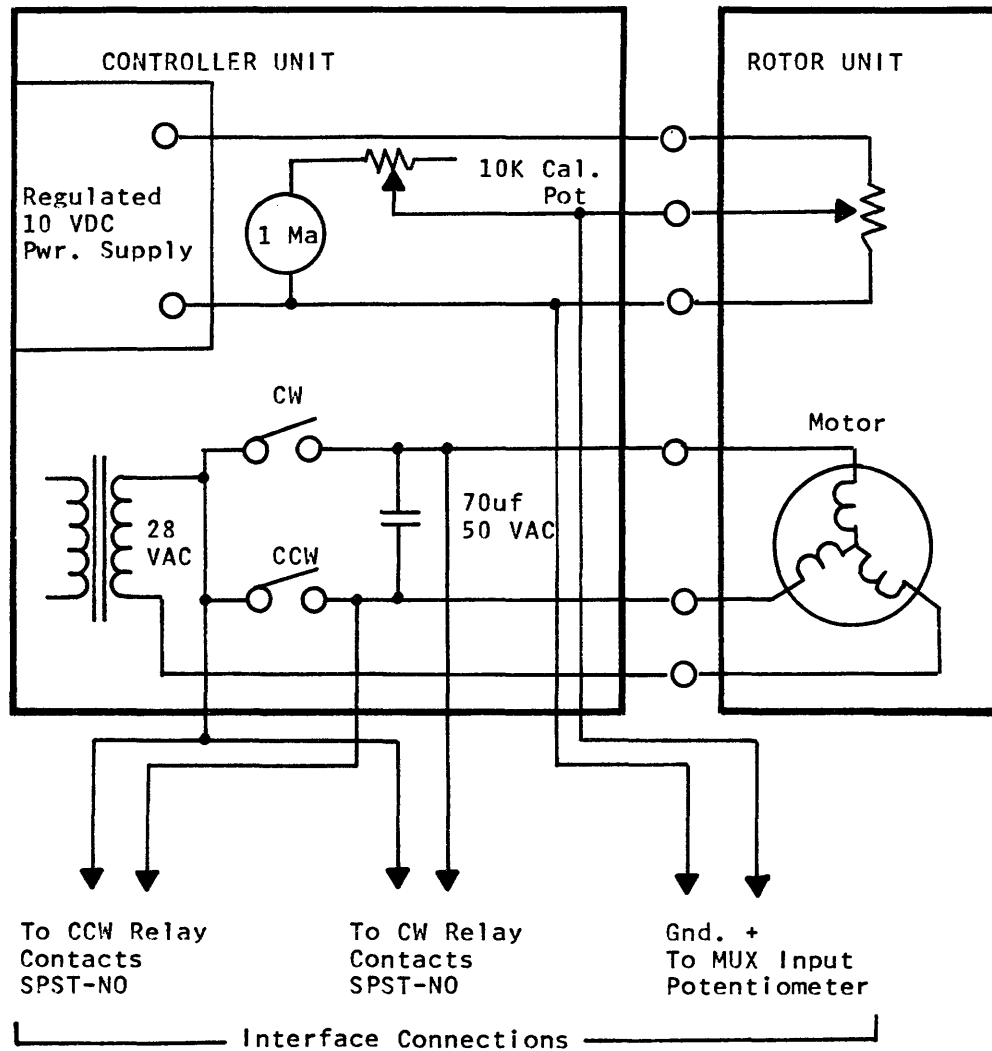 CONTROLLER UNIT
ROTOR UNIT
Regulated
10 VDC
Pwr. Supply
1 Ma
10K Cal.
Pot
CW
Motor
28
VAC
70uf
50 VAC
CCW
To CCW Relay
Contacts
SPST-NO
To CW Relay
Contacts
SPST-NO
Gnd. +
To MUX Input
Potentiometer
Interface Connections